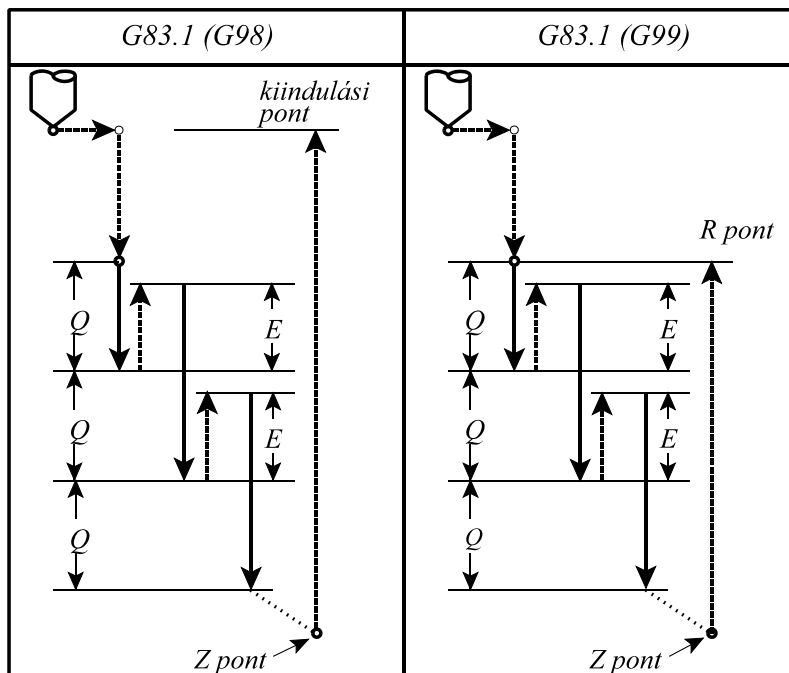 G83.1 (G98)
G83.1 (G99)
kiindulási
pont
Q
E
Q
E
Q
Z pont
R pont
Q
E
Q
E
Q
Z pont